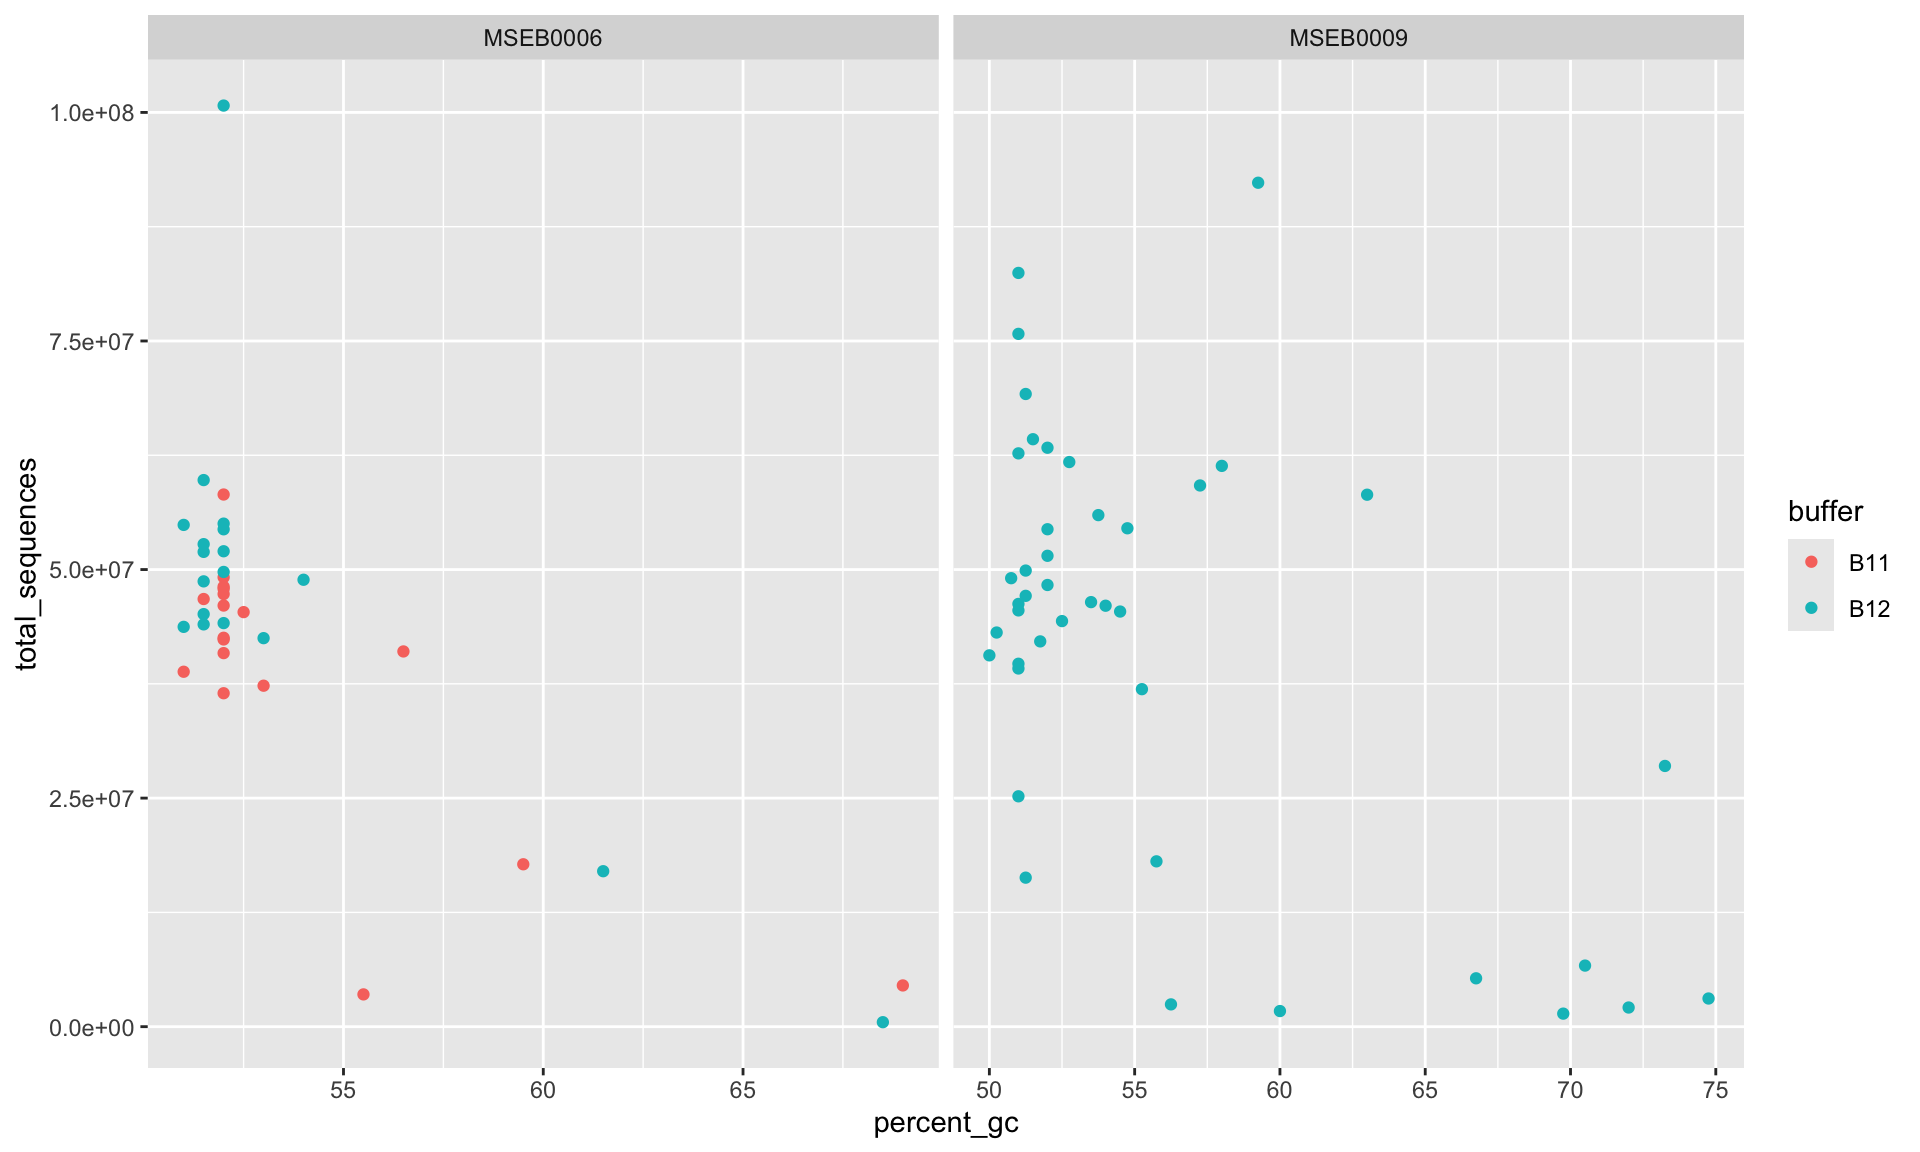 MSEB0006
MSEB0009
1.0e+08
7.5e+07
5.0e+07
2.5e+07
0.0e+00
total_sequences
55 60 65
50 55 60 65 70 75
percent_gc
buffer
B11
B12